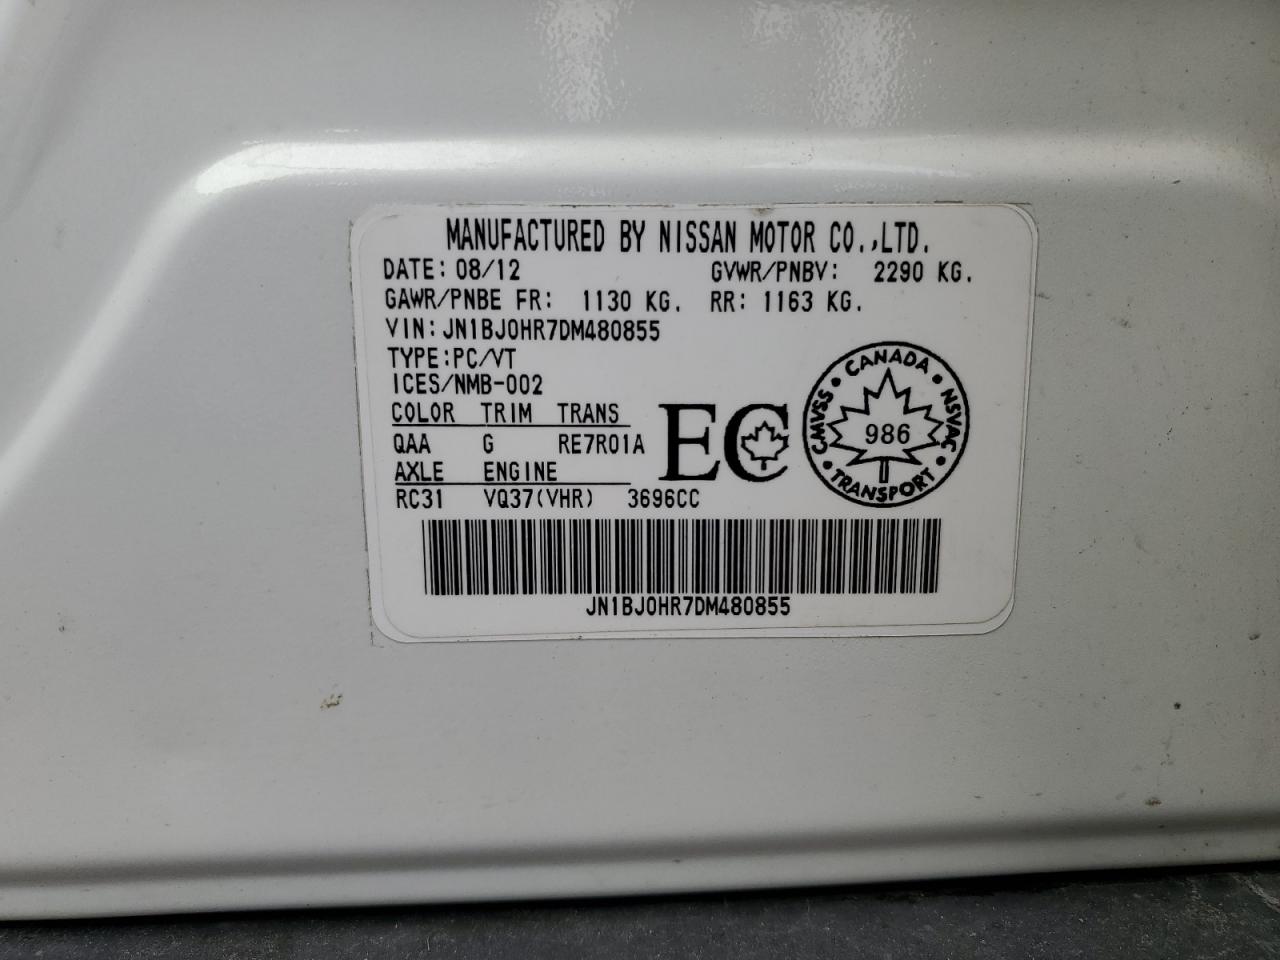 MANUFACTURED BY NISSAN MOTOR CO.,LTD.
DATE: 08/12 GVWR/PNBV: 2290 KG.
GAWR/PNBE FR: 1130 KG. RR: 1163 KG.
VIN: JN1BJ0HR7DM480855
TYPE: PC/VT
ICES/NMB-002
COLOR TRIM TRANS
QAA G RE7R01A
AXLE ENGINE
RC31 VQ37(VHR) 3696CC
EC
CMVSS • CANADA • NSVAC • TRANSPORT •
986
JN1BJ0HR7DM480855